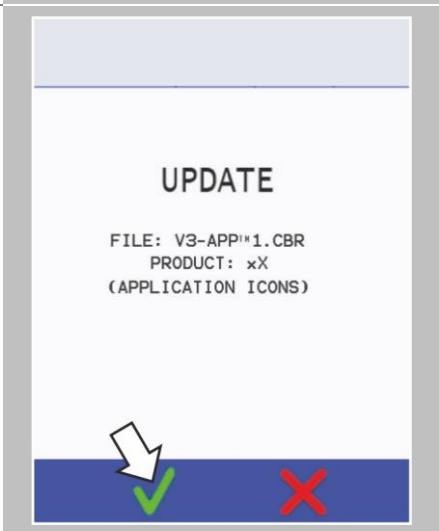 UPDATE
FILE: V3-APP™1.CBR
PRODUCT: xX
(APPLICATION ICONS)